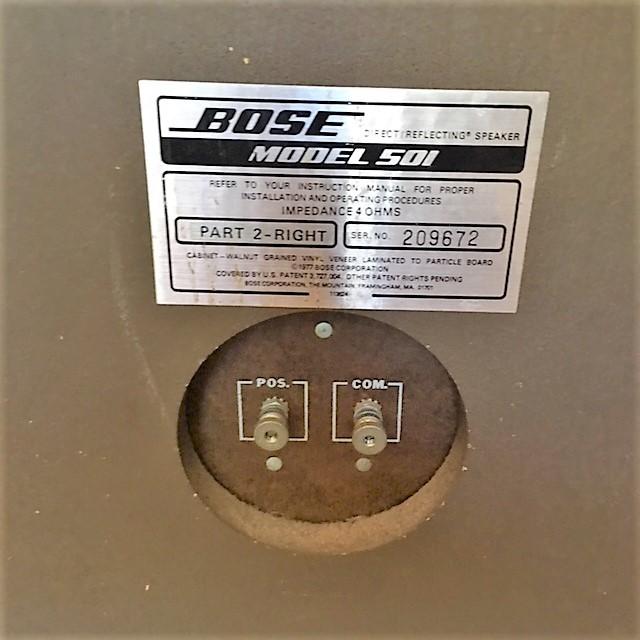 BOSE DIRECT/REFLECTING® SPEAKER
MODEL 501
REFER TO YOUR INSTRUCTION MANUAL FOR PROPER
INSTALLATION AND OPERATING PROCEDURES
IMPEDANCE 4 OHMS
PART 2-RIGHT SER. NO. 209672
CABINET-WALNUT GRAINED VINYL VENEER LAMINATED TO PARTICLE BOARD
©1977 BOSE CORPORATION
COVERED BY U.S. PATENT 3,727,004. OTHER PATENT RIGHTS PENDING
BOSE CORPORATION, THE MOUNTAIN, FRAMINGHAM, MA. 01701
POS. COM.